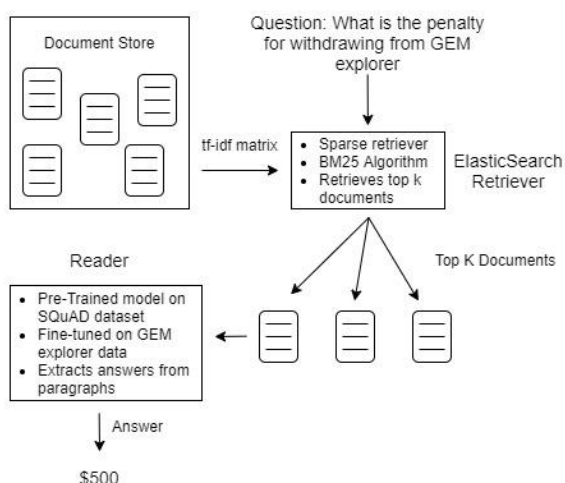 Document Store
Question: What is the penalty
for withdrawing from GEM
explorer
tf-idf matrix
• Sparse retriever
• BM25 Algorithm
• Retrieves top k
documents
ElasticSearch
Retriever
Top K Documents
Reader
• Pre-Trained model on
SQuAD dataset
• Fine-tuned on GEM
explorer data
• Extracts answers from
paragraphs
Answer
$500